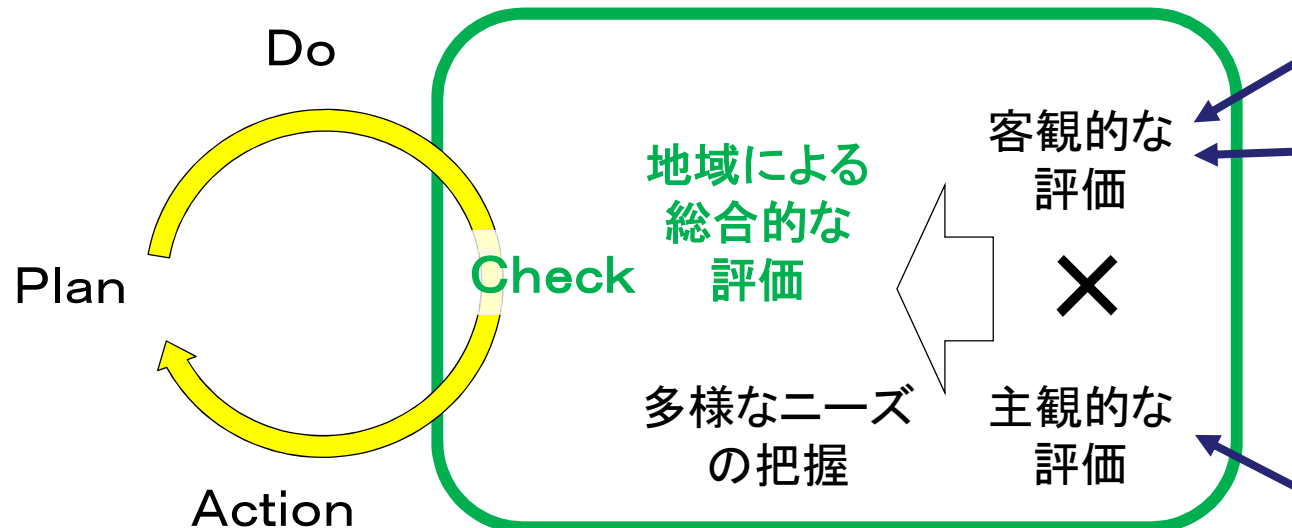 Do
Plan
Check
Action
地域による
総合的な
評価
客観的な
評価
×
多様なニーズ
の把握
主観的な
評価